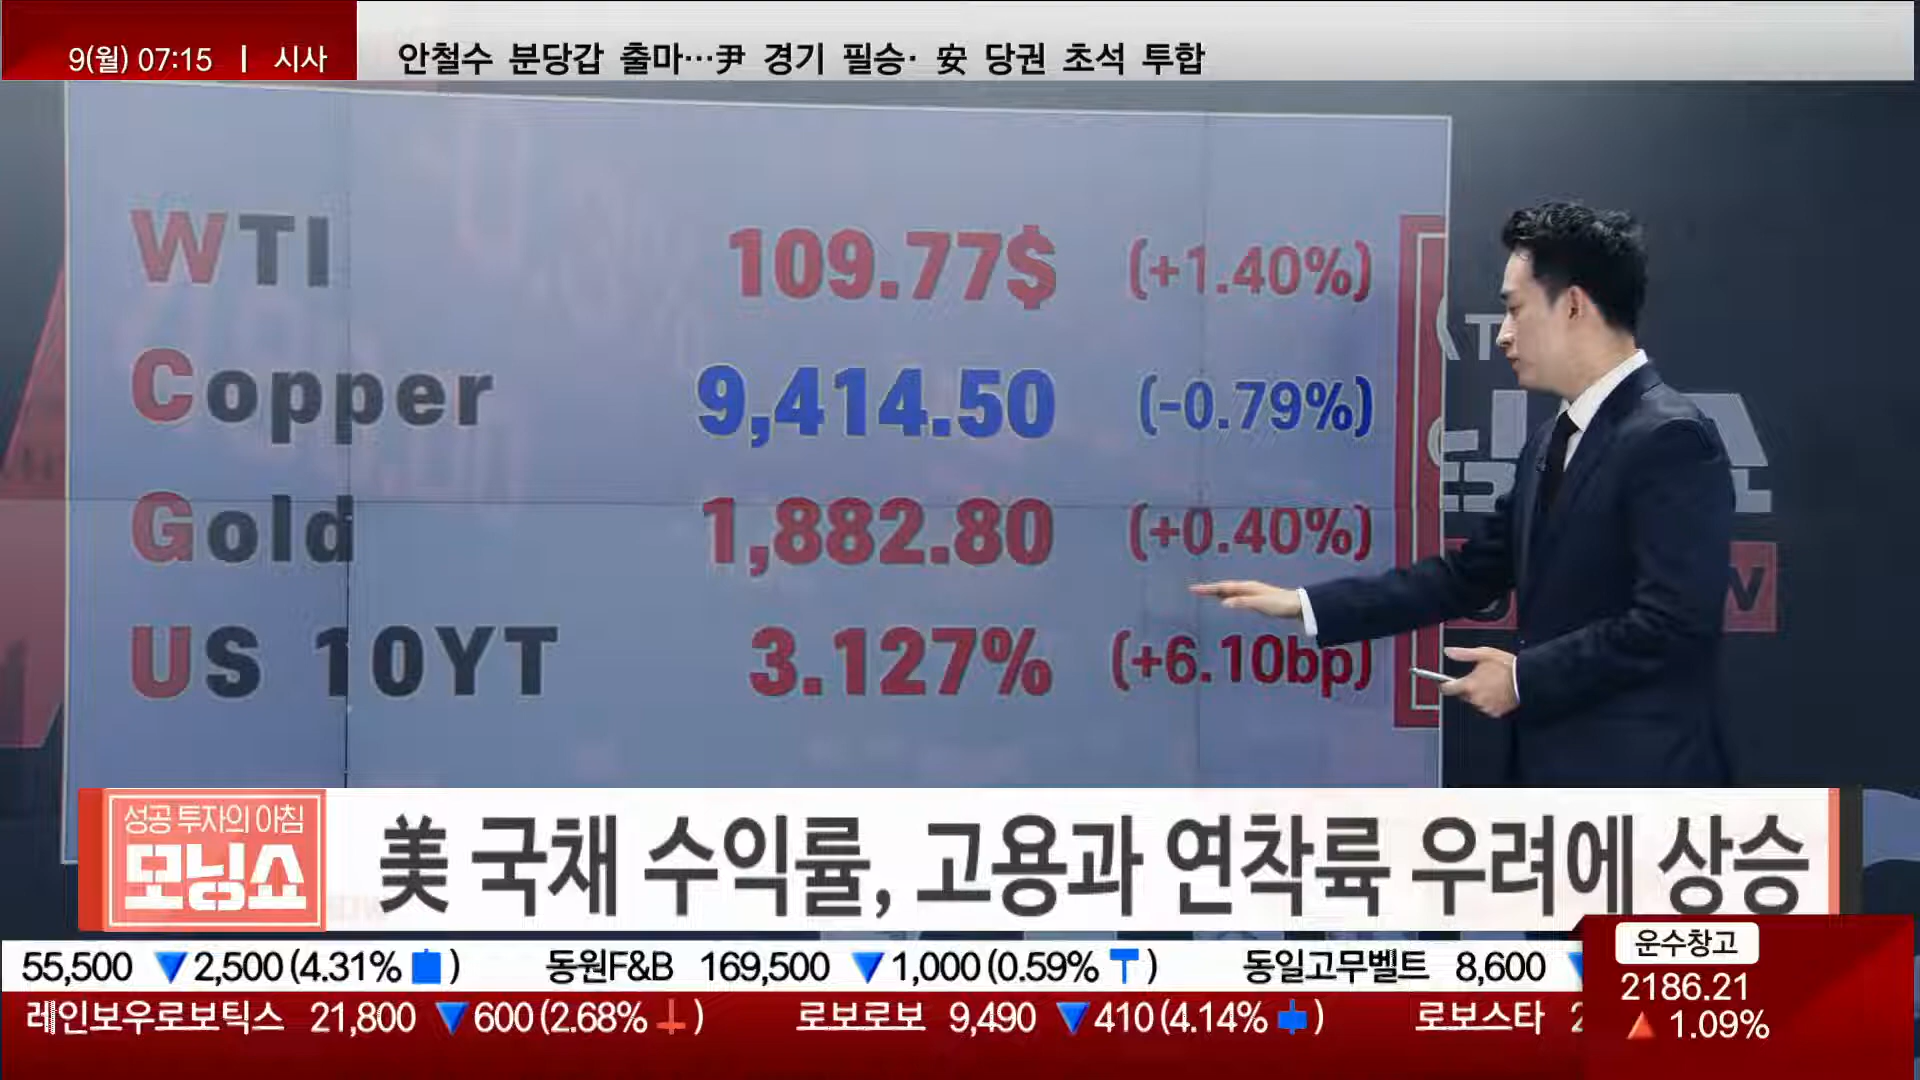 9(월) 07:15 | 시사
안철수 분당갑 출마…尹 경기 필승· 安 당권 초석 투합
WTI 109.77$ (+1.40%)
Copper 9,414.50 (-0.79%)
Gold 1,882.80 (+0.40%)
US 10YT 3.127% (+6.10bp)
성공 투자의 아침
모닝쇼
美 국채 수익률, 고용과 연착륙 우려에 상승
55,500 ▼2,500(4.31% ) 동원F&B 169,500 ▼1,000(0.59% ) 동일고무벨트 8,600
레인보우로보틱스 21,800 ▼600(2.68% ) 로보로보 9,490 ▼410(4.14% ) 로보스타
운수창고
2186.21
▲ 1.09%